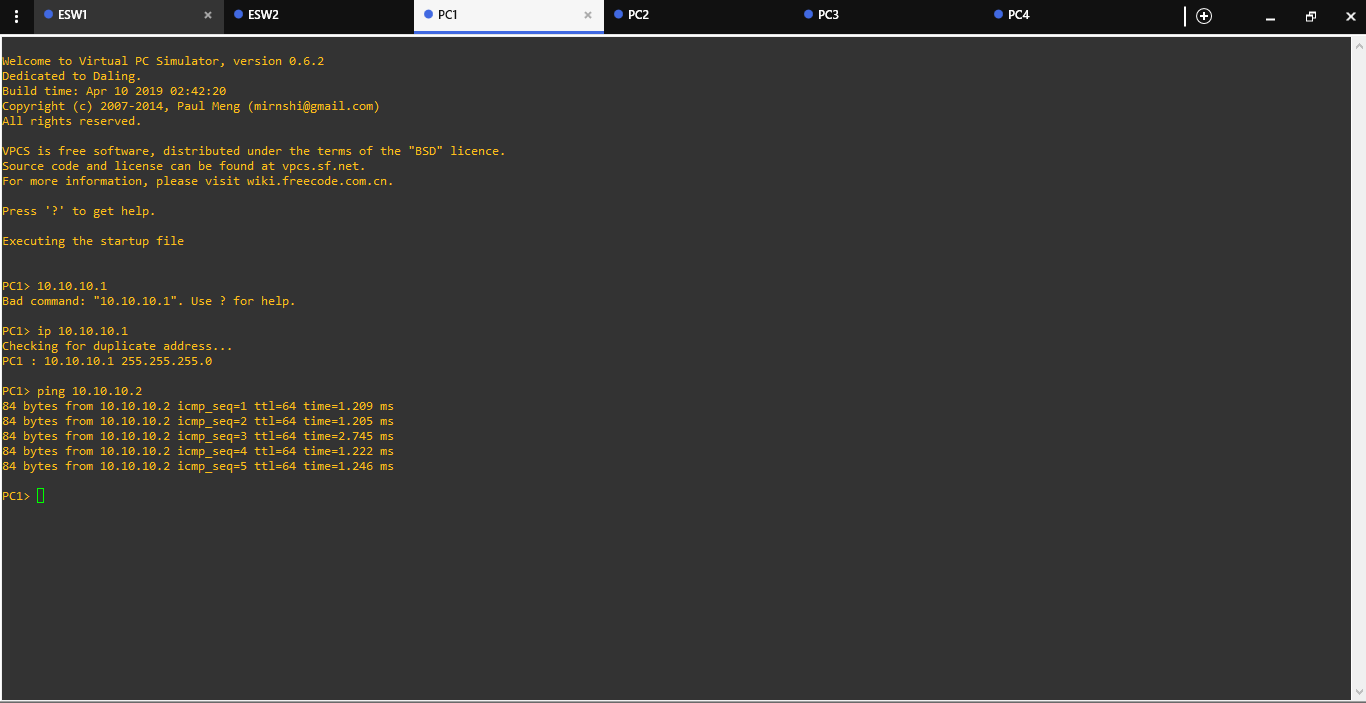 ESW1 ESW2 PC1 PC2 PC3 PC4
Welcome to Virtual PC Simulator, version 0.6.2
Dedicated to Daling.
Build time: Apr 10 2019 02:42:20
Copyright (c) 2007-2014, Paul Meng (mirnshi@gmail.com)
All rights reserved.
VPCS is free software, distributed under the terms of the "BSD" licence.
Source code and license can be found at vpcs.sf.net.
For more information, please visit wiki.freecode.com.cn.
Press '?' to get help.
Executing the startup file
PC1> 10.10.10.1
Bad command: "10.10.10.1". Use ? for help.
PC1> ip 10.10.10.1
Checking for duplicate address...
PC1 : 10.10.10.1 255.255.255.0
PC1> ping 10.10.10.2
84 bytes from 10.10.10.2 icmp_seq=1 ttl=64 time=1.209 ms
84 bytes from 10.10.10.2 icmp_seq=2 ttl=64 time=1.205 ms
84 bytes from 10.10.10.2 icmp_seq=3 ttl=64 time=2.745 ms
84 bytes from 10.10.10.2 icmp_seq=4 ttl=64 time=1.222 ms
84 bytes from 10.10.10.2 icmp_seq=5 ttl=64 time=1.246 ms
PC1>